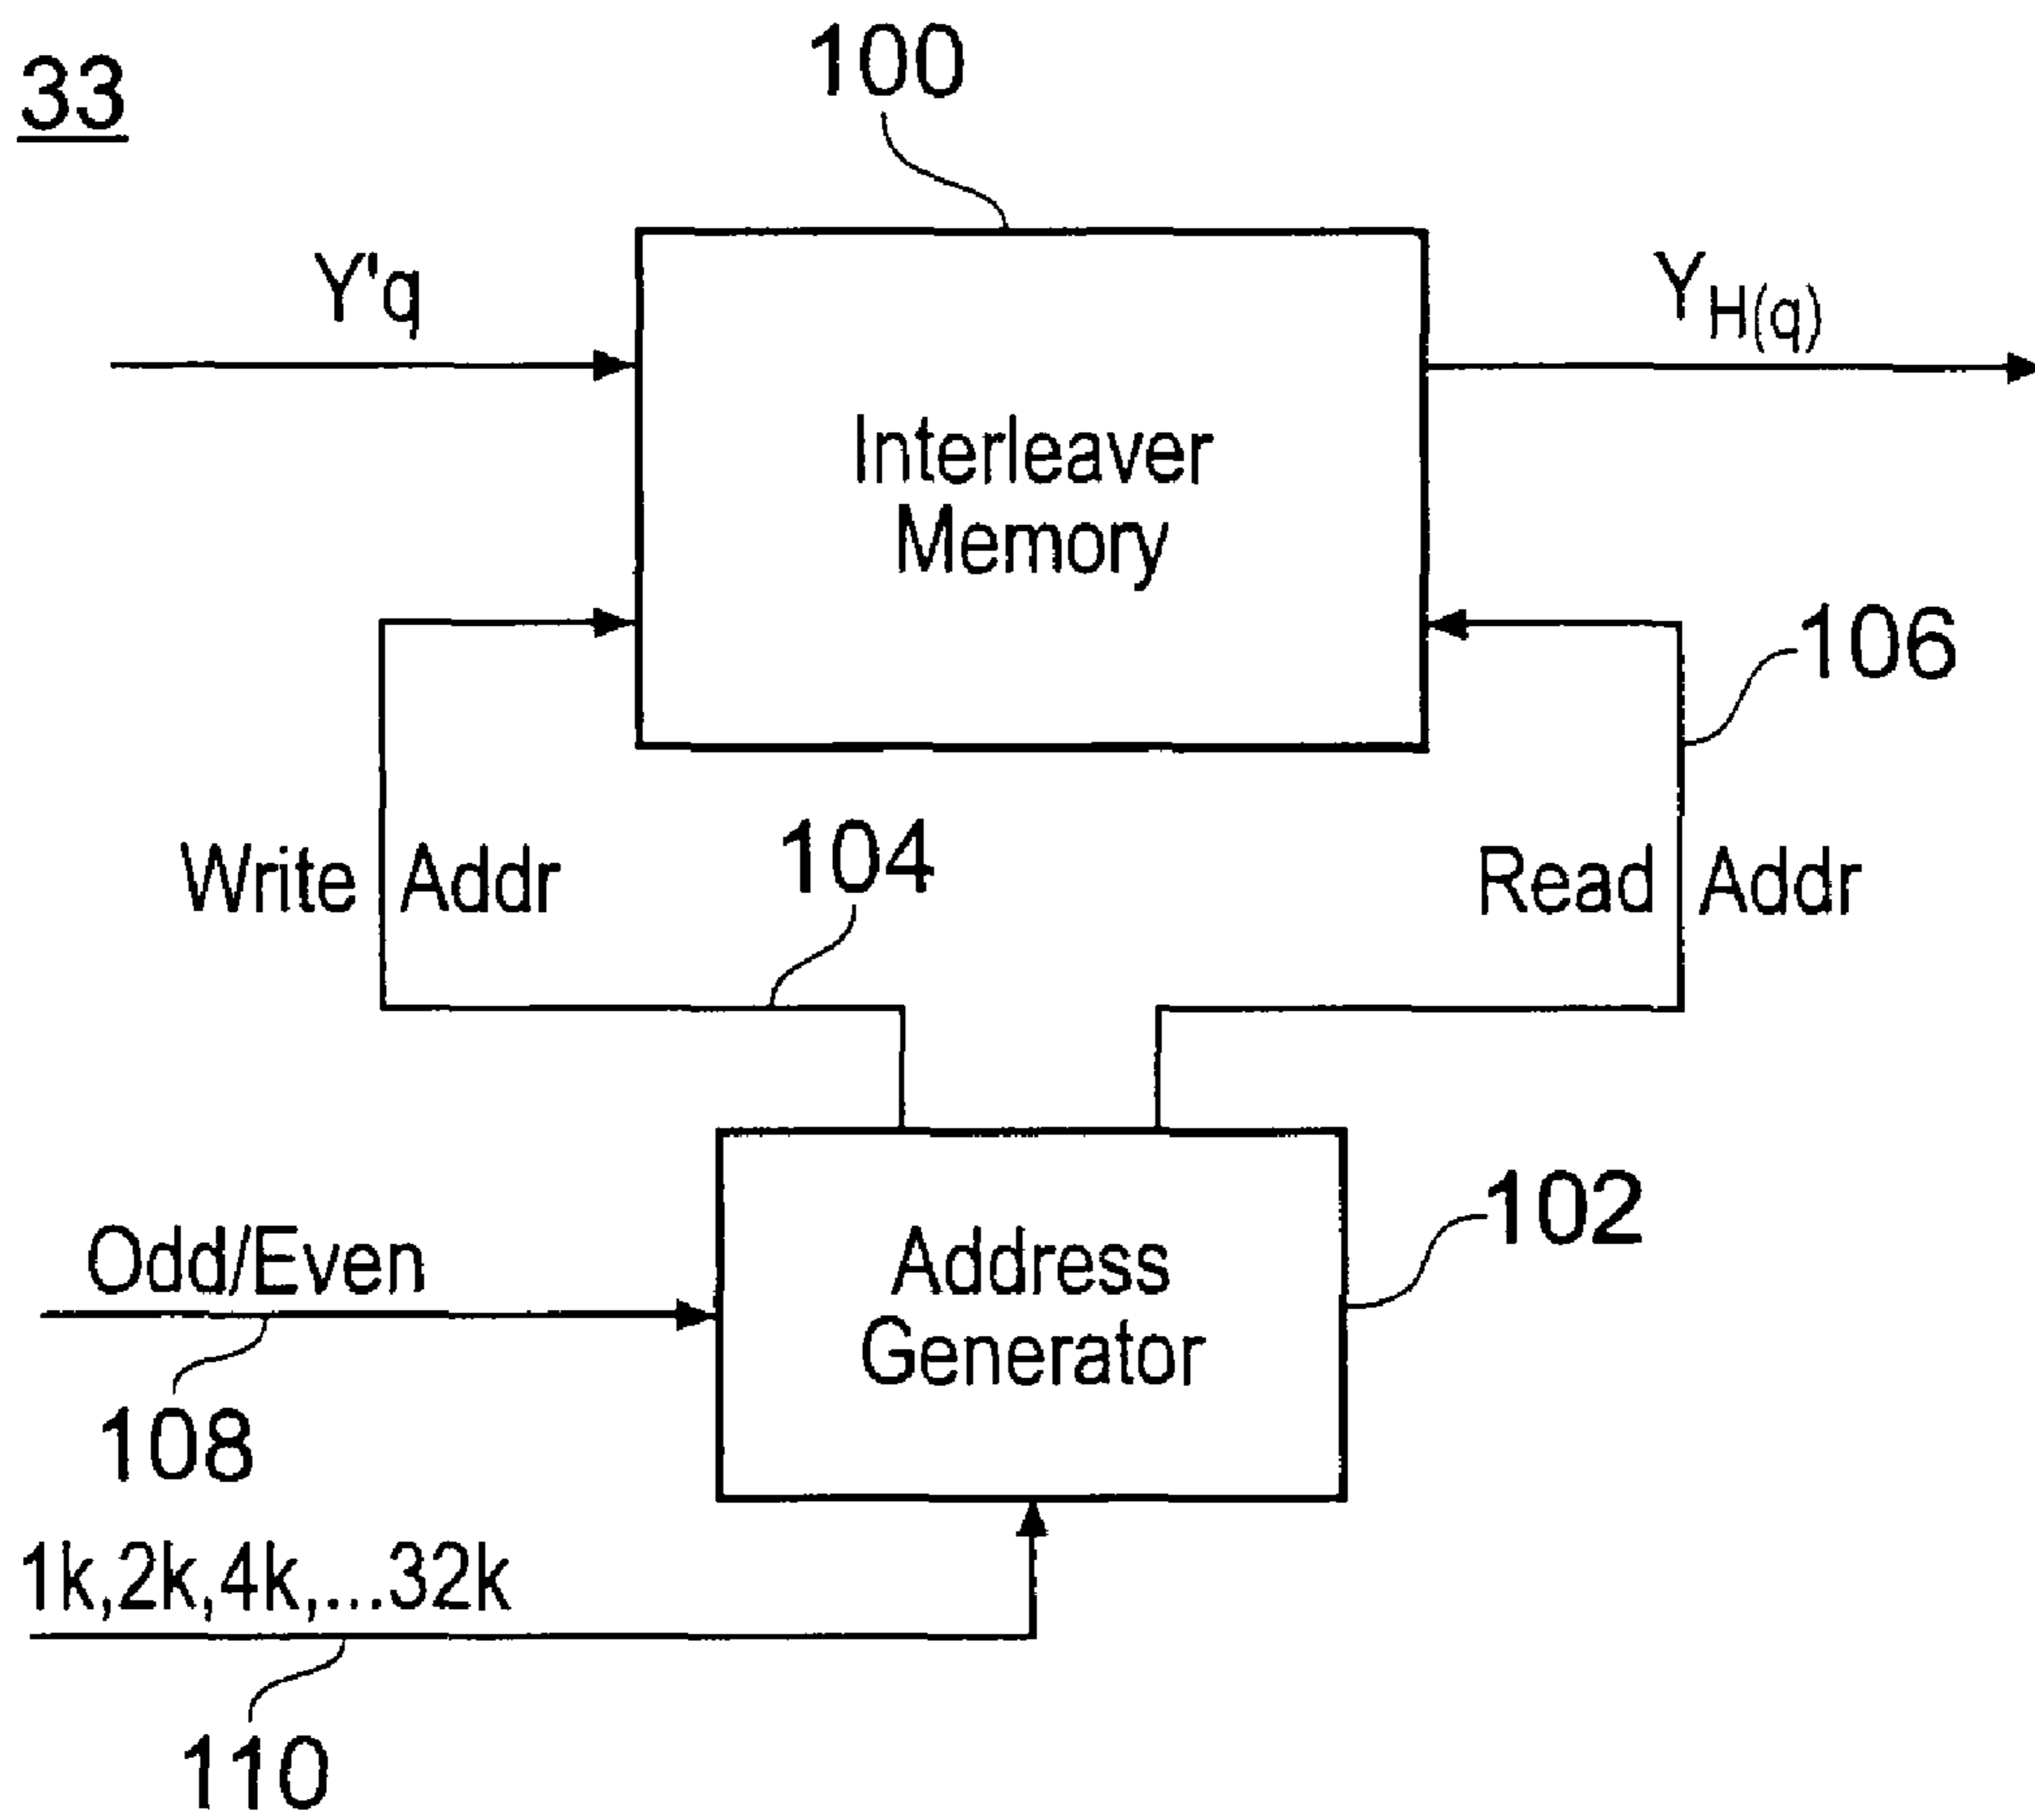 33
100
Y'q
Y_H(q)
Interleaver
Memory
106
Write Addr
104
Read Addr
102
Odd/Even
Address
Generator
108
1k,2k,4k,...32k
110